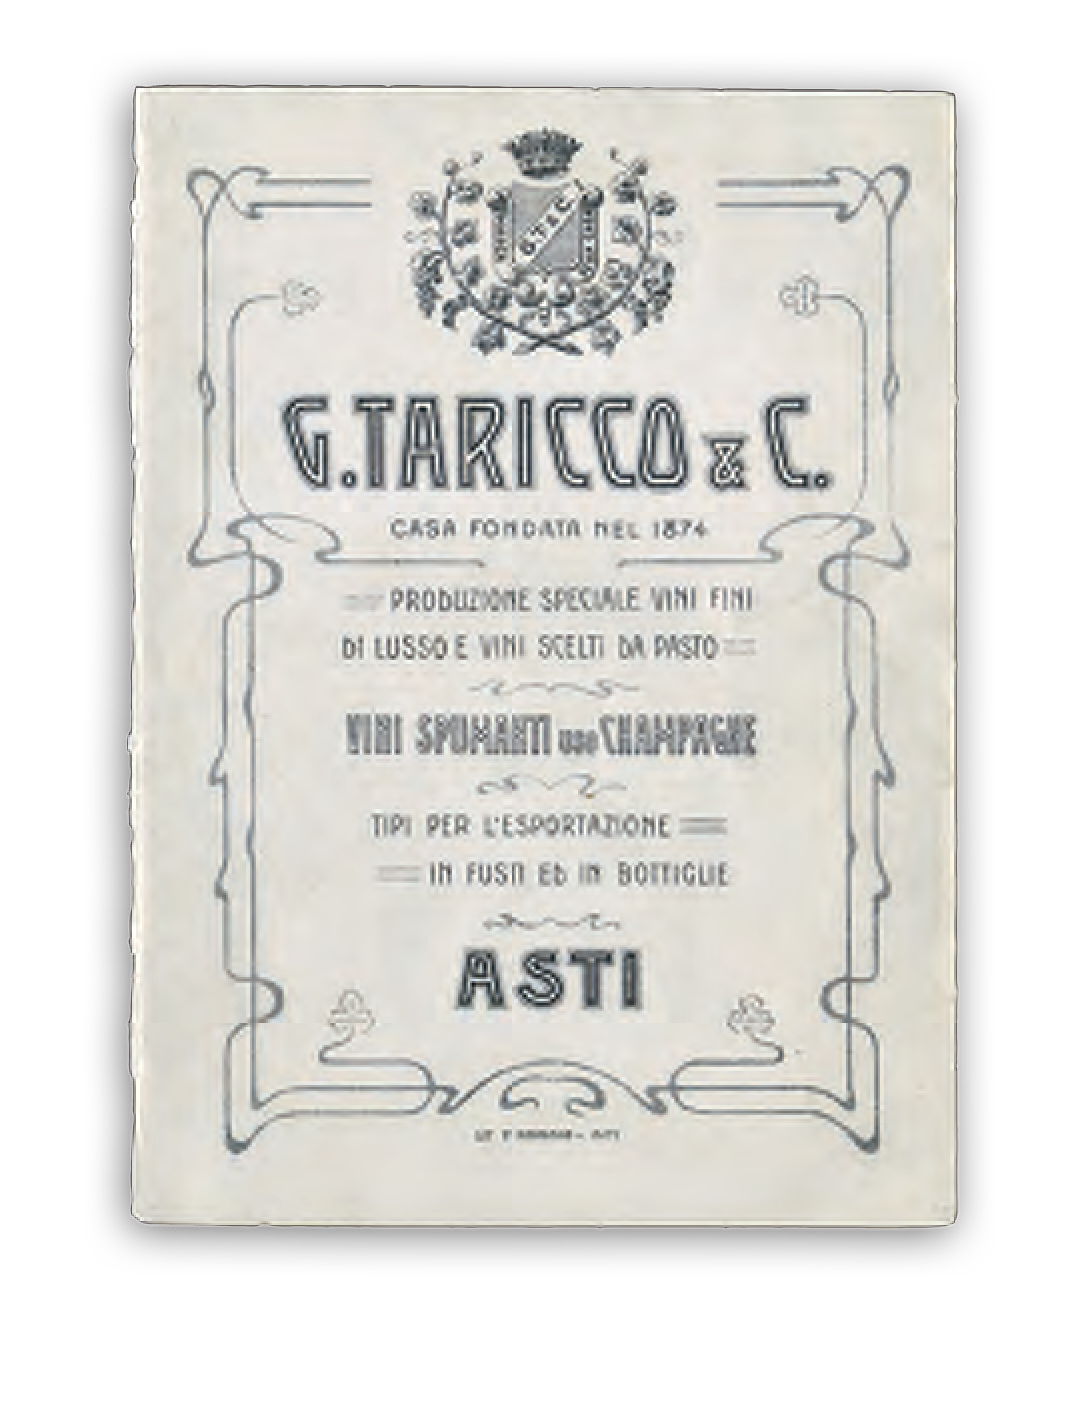 G.T & C.
G. TARICCO & C.
CASA FONDATA NEL 1874
PRODUZIONE SPECIALE VINI FINI
DI LUSSO E VINI SCELTI DA PASTO
VINI SPUMANTI uso CHAMPAGNE
TIPI PER L'ESPORTAZIONE
IN FUSTI ED IN BOTTIGLIE
ASTI